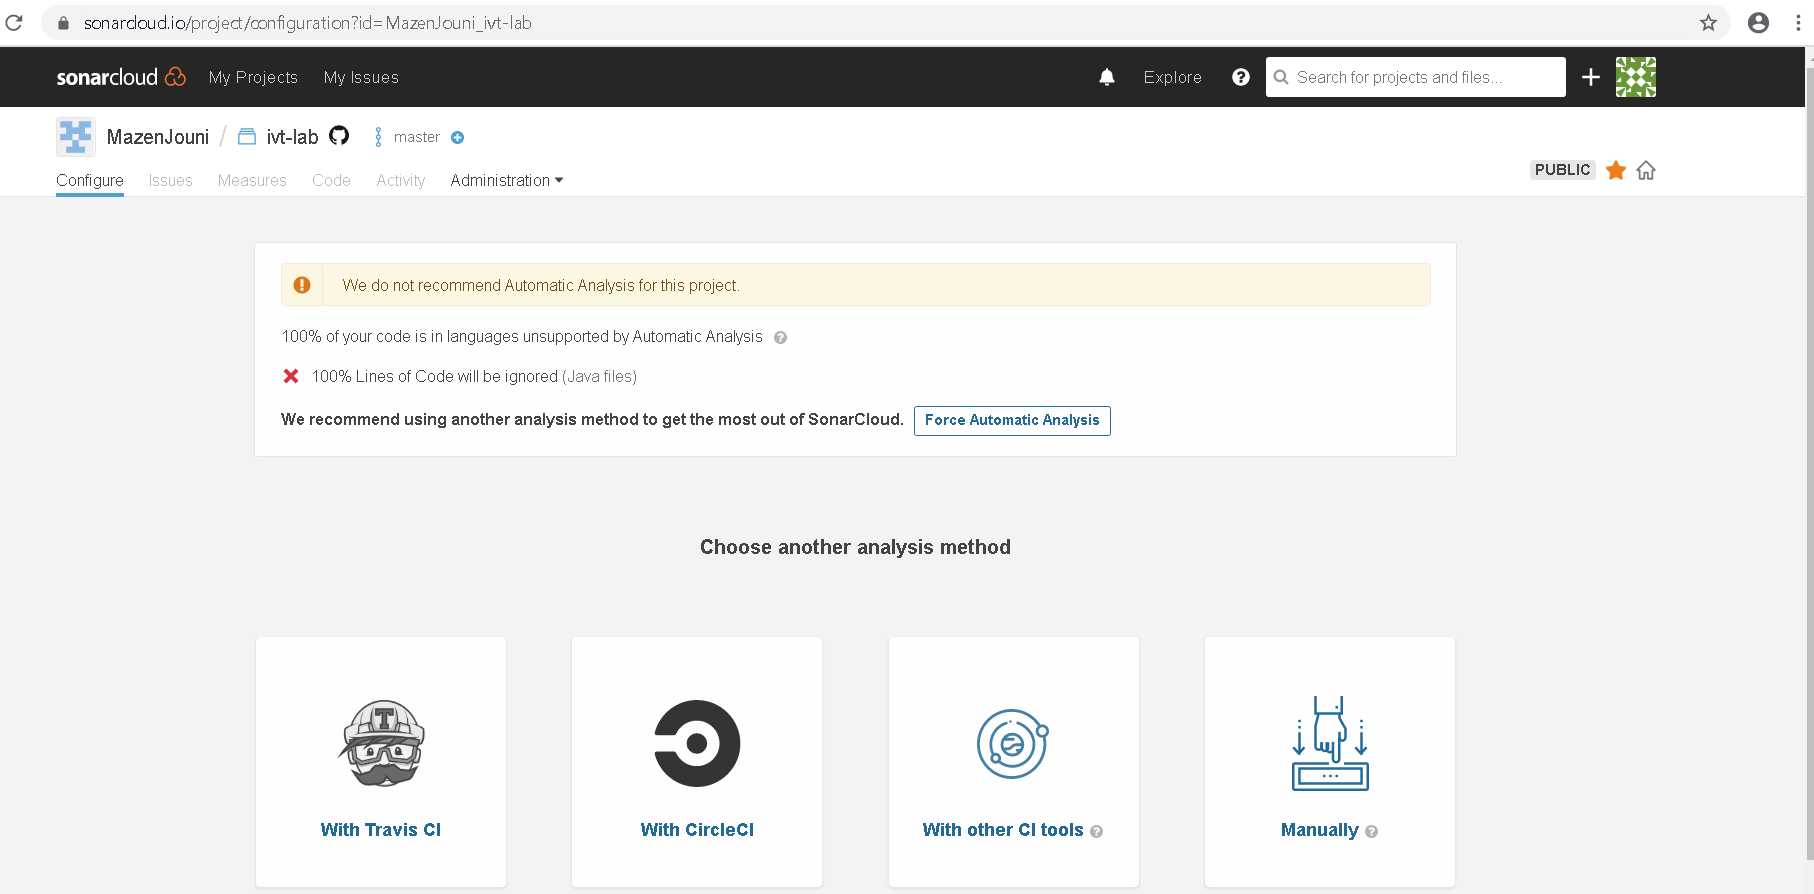 sonarcloud.io/project/configuration?id=MazenJouni_ivt-lab
sonarcloud My Projects My Issues Explore ? Search for projects and files... +
MazenJouni / ivt-lab master
Configure Issues Measures Code Activity Administration PUBLIC
! We do not recommend Automatic Analysis for this project.
100% of your code is in languages unsupported by Automatic Analysis ?
100% Lines of Code will be ignored (Java files)
We recommend using another analysis method to get the most out of SonarCloud. Force Automatic Analysis
Choose another analysis method
T
With Travis CI With CircleCI With other CI tools ? Manually ?